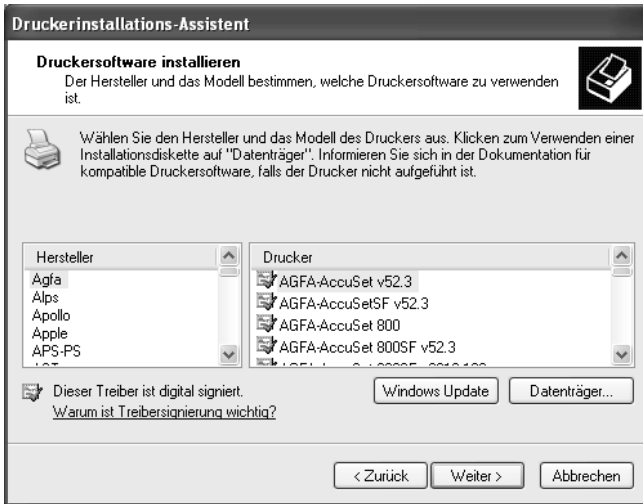 Druckerinstallations-Assistent
Druckersoftware installieren
Der Hersteller und das Modell bestimmen, welche Druckersoftware zu verwenden
ist.
Wählen Sie den Hersteller und das Modell des Druckers aus. Klicken zum Verwenden einer
Installationsdiskette auf "Datenträger". Informieren Sie sich in der Dokumentation für
kompatible Druckersoftware, falls der Drucker nicht aufgeführt ist.
Hersteller
Agfa
Alps
Apollo
Apple
APS-PS
Drucker
AGFA-AccuSet v52.3
AGFA-AccuSetSF v52.3
AGFA-AccuSet 800
AGFA-AccuSet 800SF v52.3
Dieser Treiber ist digital signiert.
Warum ist Treibersignierung wichtig?
Windows Update
Datenträger...
< Zurück
Weiter >
Abbrechen